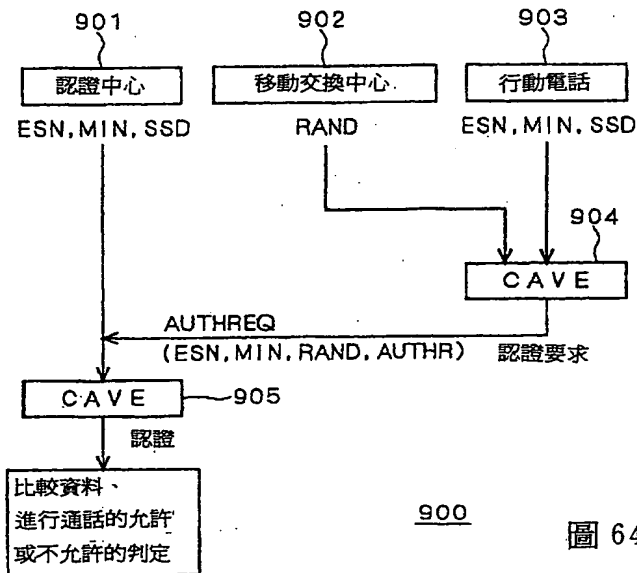 901
902
903
認證中心
移動交換中心
行動電話
ESN, MIN, SSD
RAND
ESN, MIN, SSD
904
CAVE
AUTHREQ
(ESN, MIN, RAND, AUTHR)
認證要求
CAVE
905
認證
比較資料、
進行通話的允許
或不允許的判定
900
圖 64